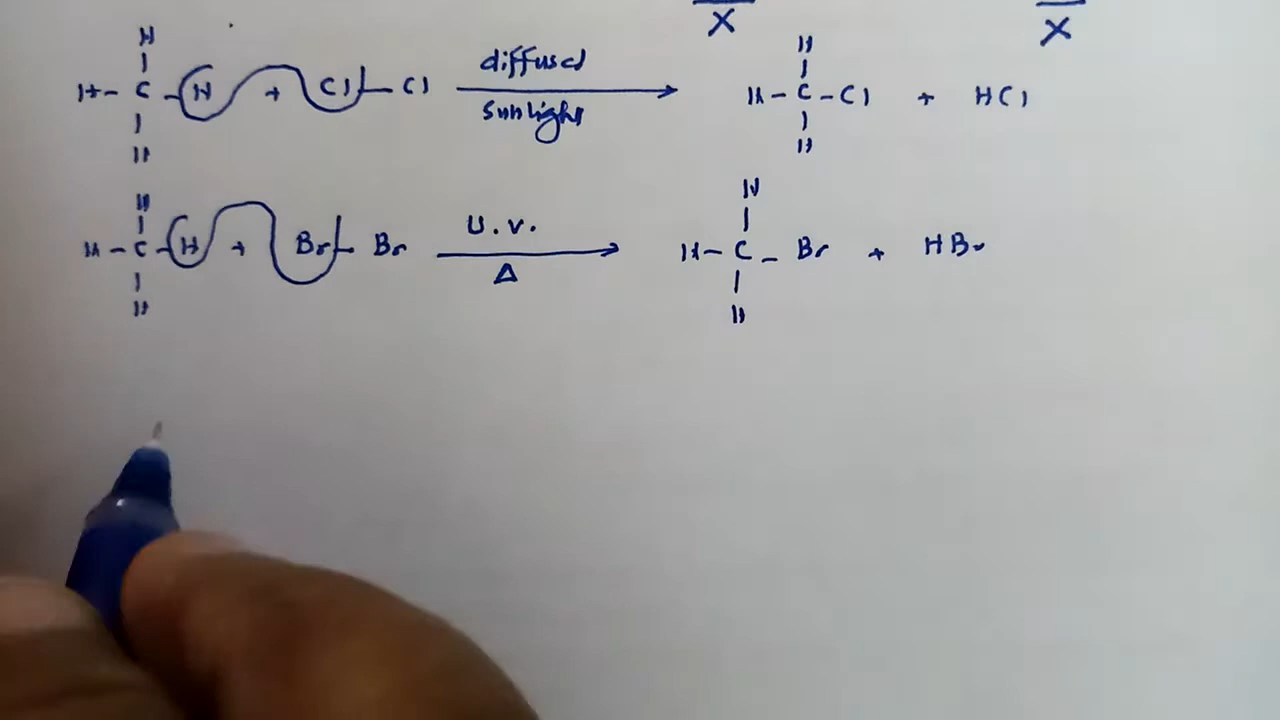 X X
H H
H - C - H + Cl - Cl diffused sunlight → H - C - Cl + HCl
H H
H H
H - C - H + Br - Br U.V. Δ → H - C - Br + HBr
H H